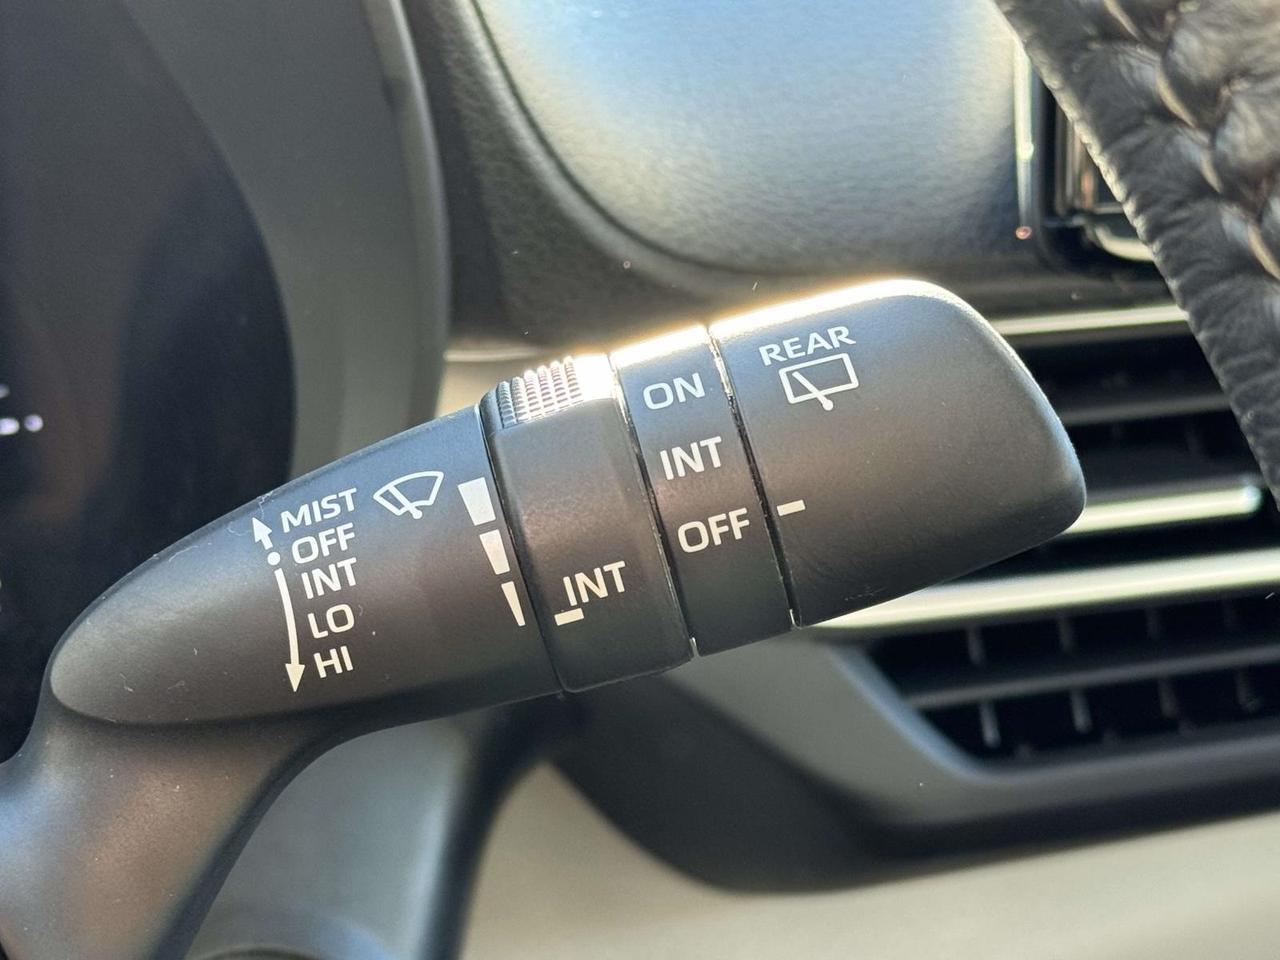 MIST
OFF
INT
LO
HI
INT
ON
INT
OFF
REAR